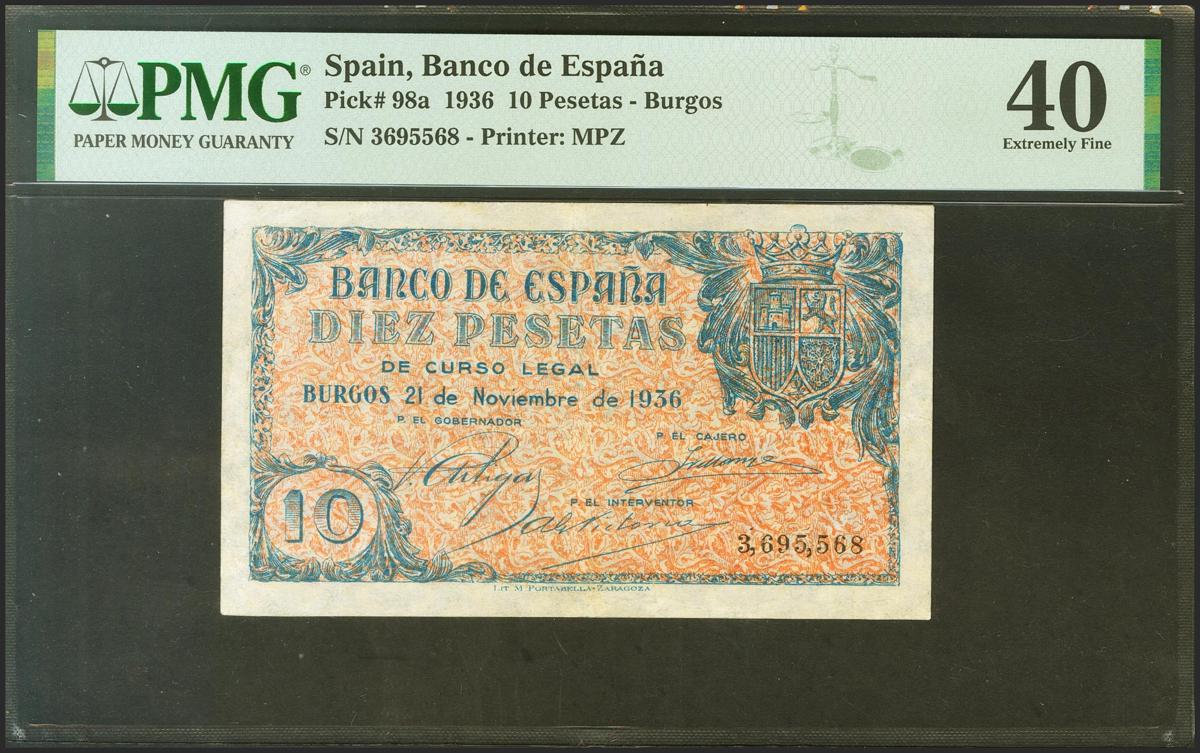 PMG®
PAPER MONEY GUARANTY
Spain, Banco de España
Pick# 98a 1936 10 Pesetas - Burgos
S/N 3695568 - Printer: MPZ
40
Extremely Fine
BANCO DE ESPAÑA
DIEZ PESETAS
DE CURSO LEGAL
BURGOS 21 de Noviembre de 1936
P. EL GOBERNADOR
P. EL CAJERO
P. EL INTERVENTOR
10
3,695,568
LIT M PORTABELLA-ZARAGOZA